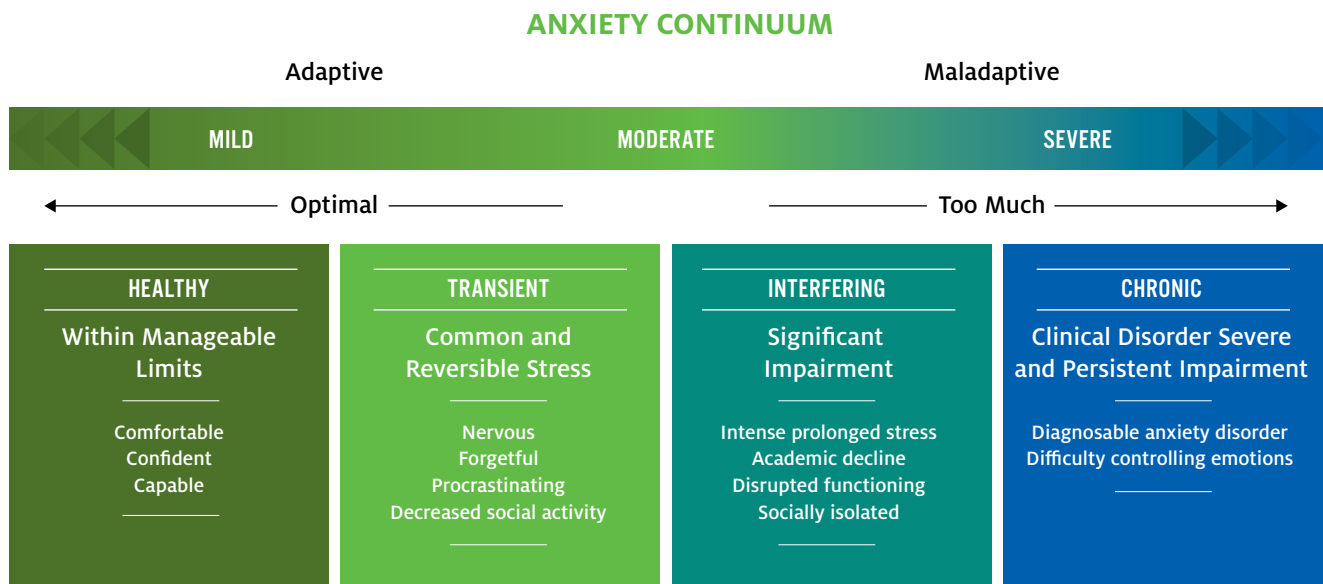 ANXIETY CONTINUUM
Adaptive
Maladaptive
MILD
MODERATE
SEVERE
Optimal
Too Much
HEALTHY
Within Manageable
Limits
Comfortable
Confident
Capable
TRANSIENT
Common and
Reversible Stress
Nervous
Forgetful
Procrastinating
Decreased social activity
INTERFERING
Significant
Impairment
Intense prolonged stress
Academic decline
Disrupted functioning
Socially isolated
CHRONIC
Clinical Disorder Severe
and Persistent Impairment
Diagnosable anxiety disorder
Difficulty controlling emotions